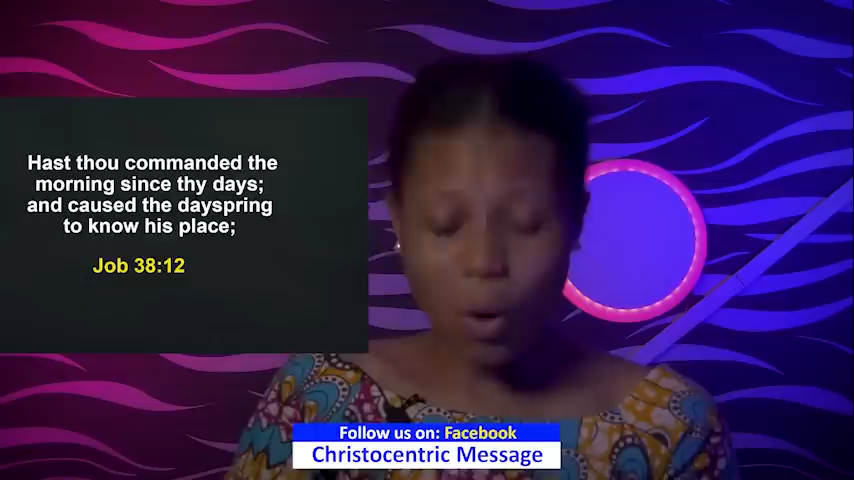 Hast thou commanded the
morning since thy days;
and caused the dayspring
to know his place;
Job 38:12
Follow us on: Facebook
Christocentric Message